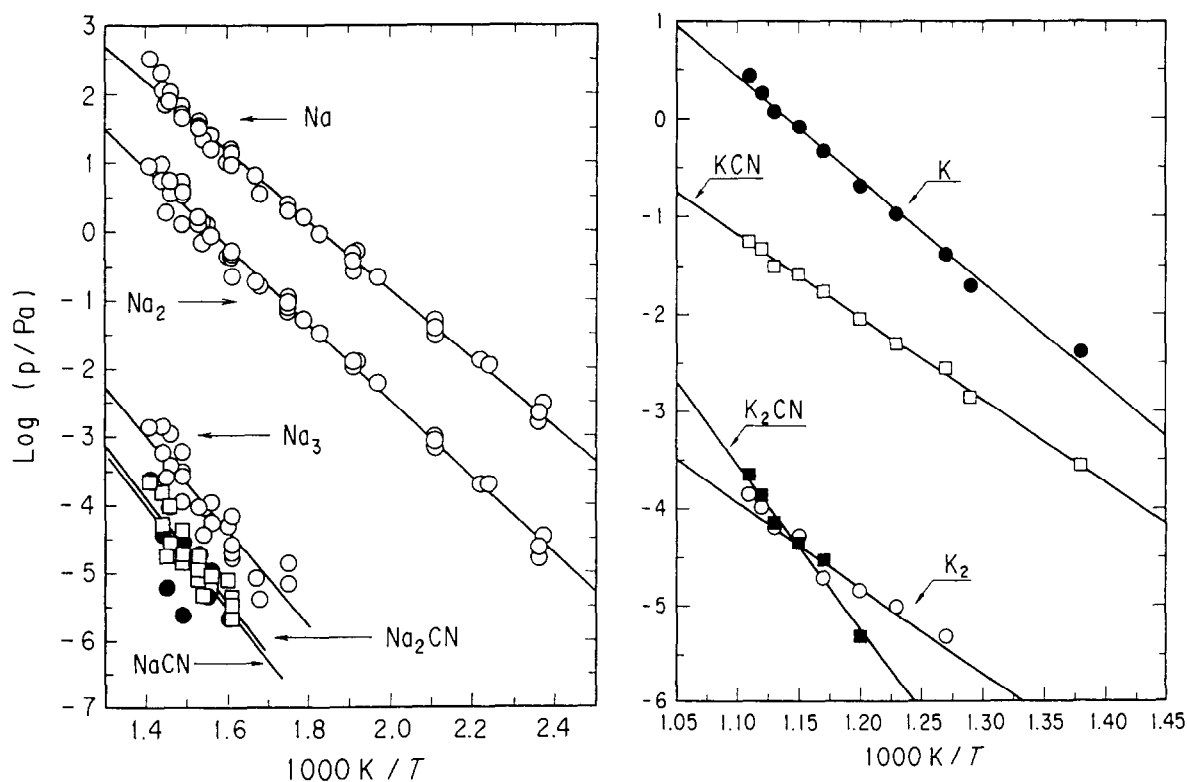 3
2
1
0
-1
-2
-3
-4
-5
-6
-7
Log (p/Pa)
Na
Na2
Na3
Na2CN
NaCN
1.4 1.6 1.8 2.0 2.2 2.4
1000 K / T
1
0
-1
-2
-3
-4
-5
-6
KCN
K
K2CN
K2
1.05 1.10 1.15 1.20 1.25 1.30 1.35 1.40 1.45
1000 K / T